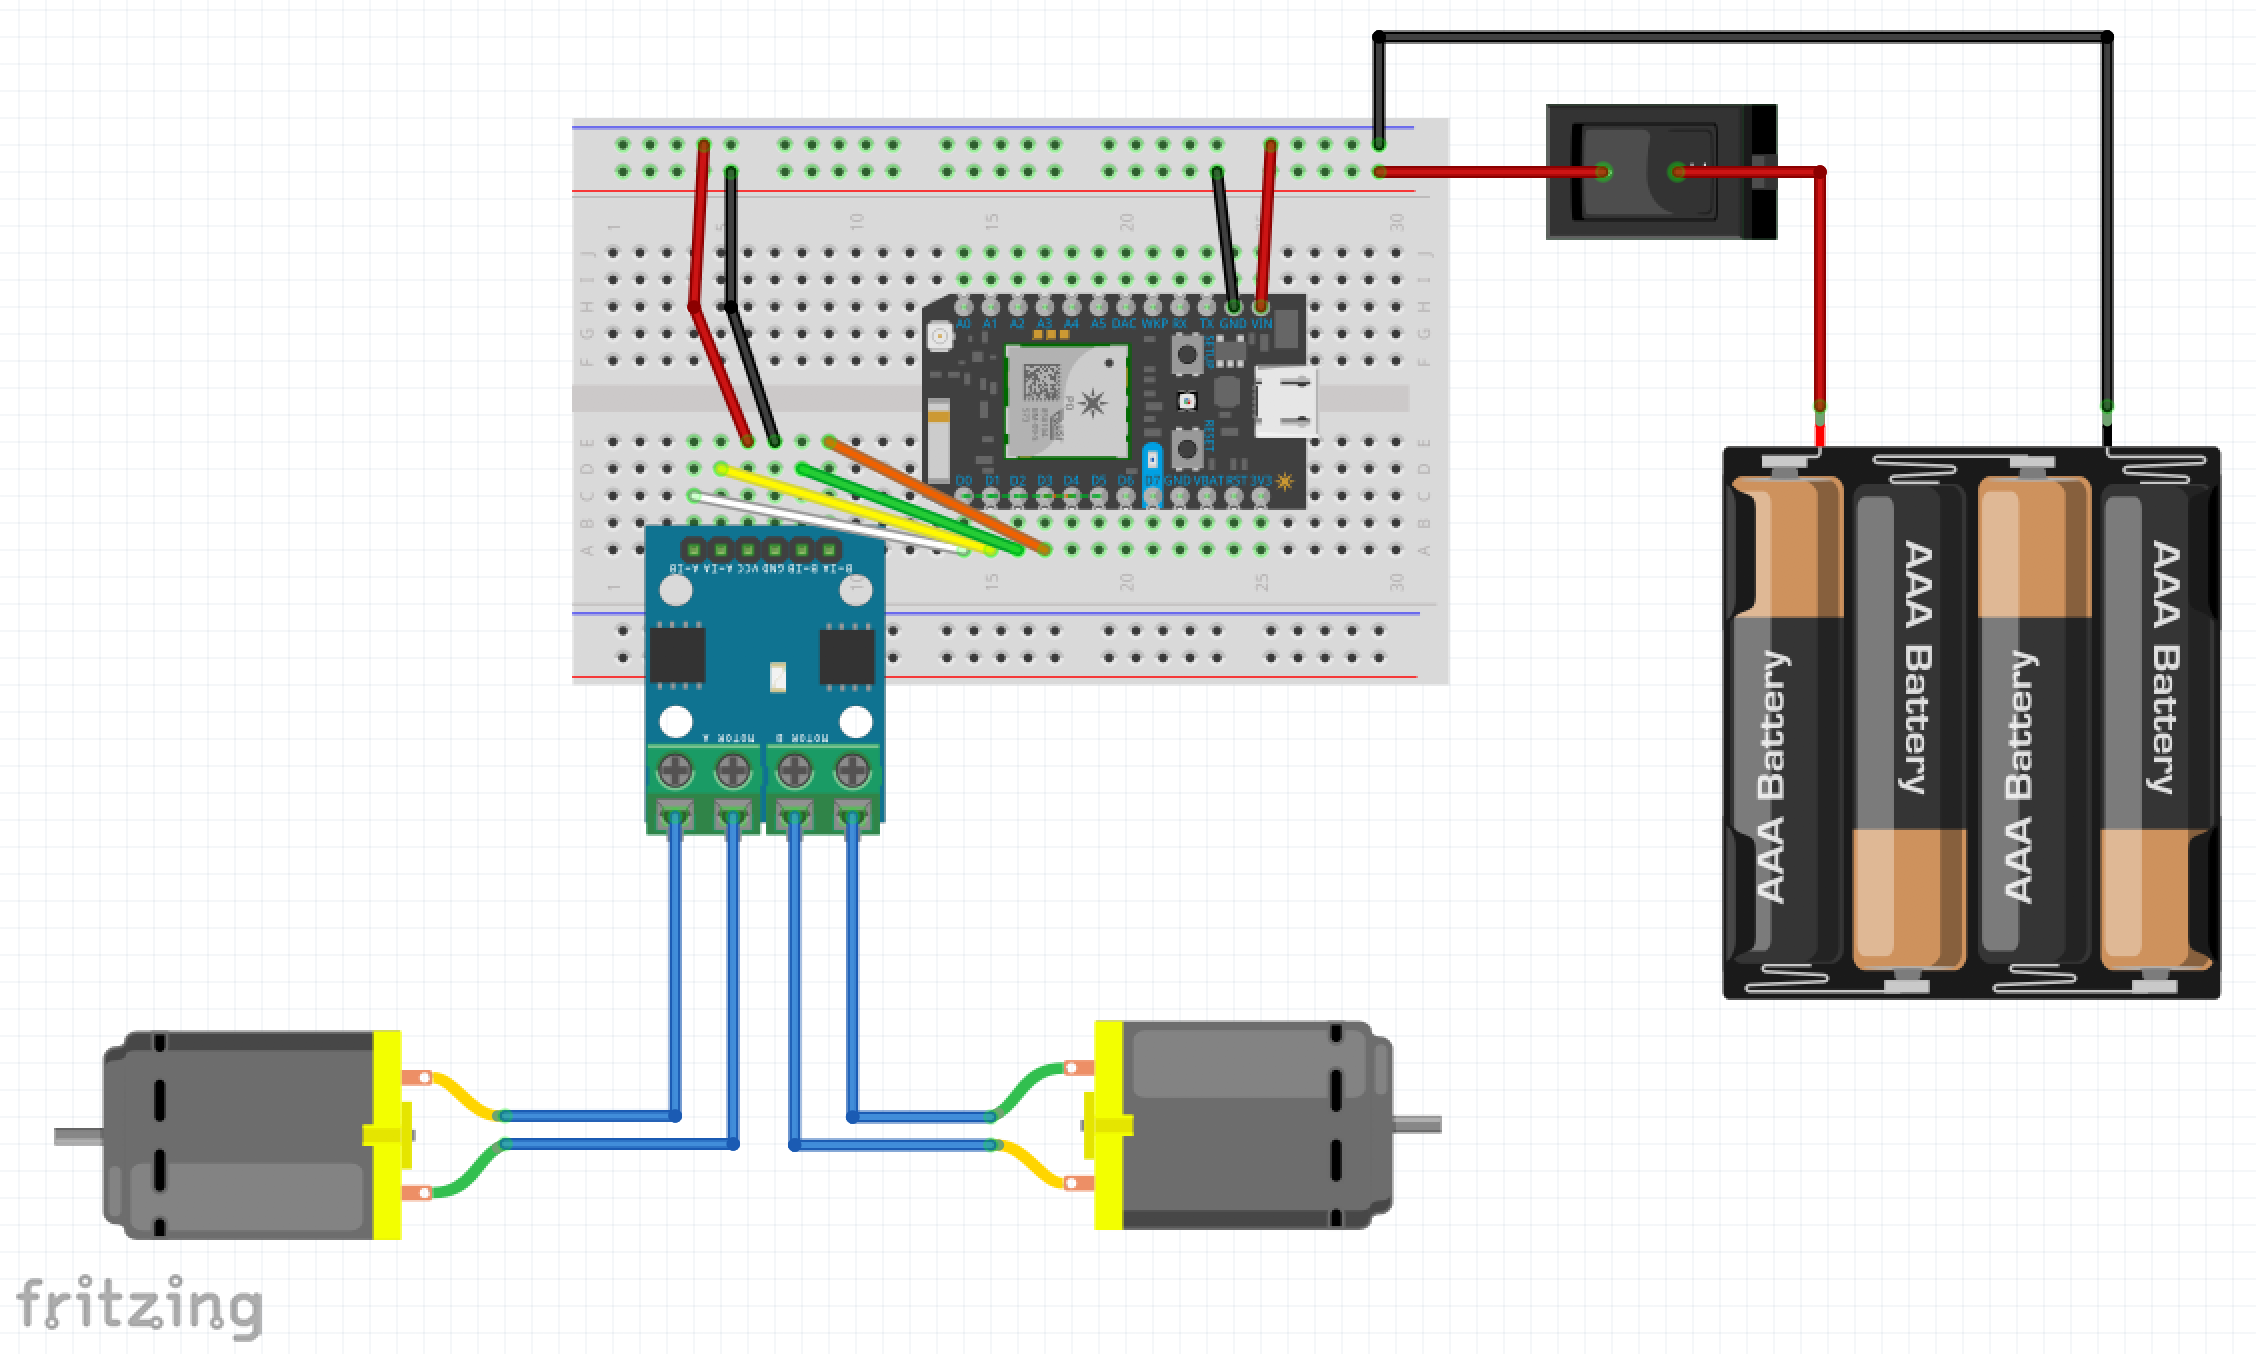 1 5 10 15 20 25 30
J J
I I
H H
G G
F F
A0 A1 A2 A3 A4 A5 DAC WKP RX TX GND VIN
SETUP
P0
RESET
E E
D D
C C
B B
A A
D0 D1 D2 D3 D4 D5 D6 D7 GND VBAT RST 3V3
1 10 15 20 25 30
A-IB A-IA VCC GND B-IB B-IA
MOTOR A MOTOR B
AAA Battery
AAA Battery
AAA Battery
AAA Battery
fritzing